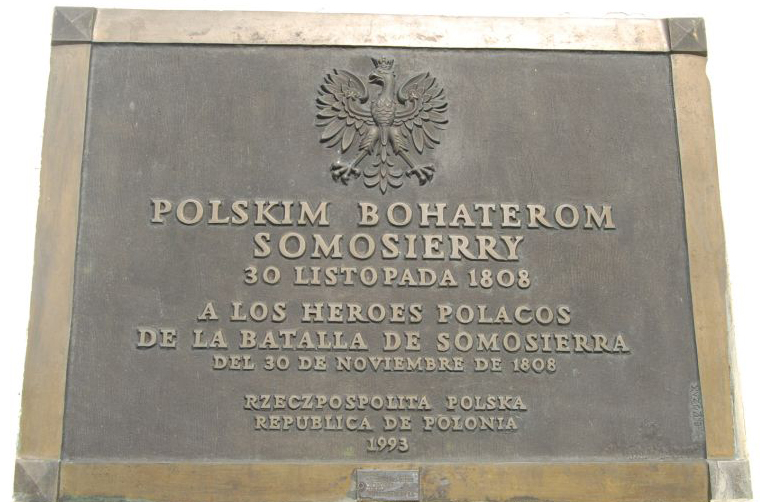 POLSKIM BOHATEROM
SOMOSIERRY
30 LISTOPADA 1808
A LOS HEROES POLACOS
DE LA BATALLA DE SOMOSIERRA
DEL 30 DE NOVIEMBRE DE 1808
RZECZPOSPOLITA POLSKA
REPÚBLICA DE POLONIA
1993